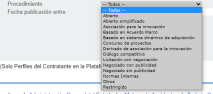 Procedimiento
-- Todos --
Fecha publicación entre
-- Todos --
Abierto
Abierto simplificado
Asociación para la innovación
Basado en Acuerdo Marco
Basado en sistema dinámico de adquisición
Concurso de proyectos
Derivado de asociación para la innovación
Diálogo competitivo
Licitación con negociación
Negociado con publicidad
Negociado sin publicidad
Normas Internas
Otros
Restringido
(Solo Perfiles del Contratante en la Plataforma